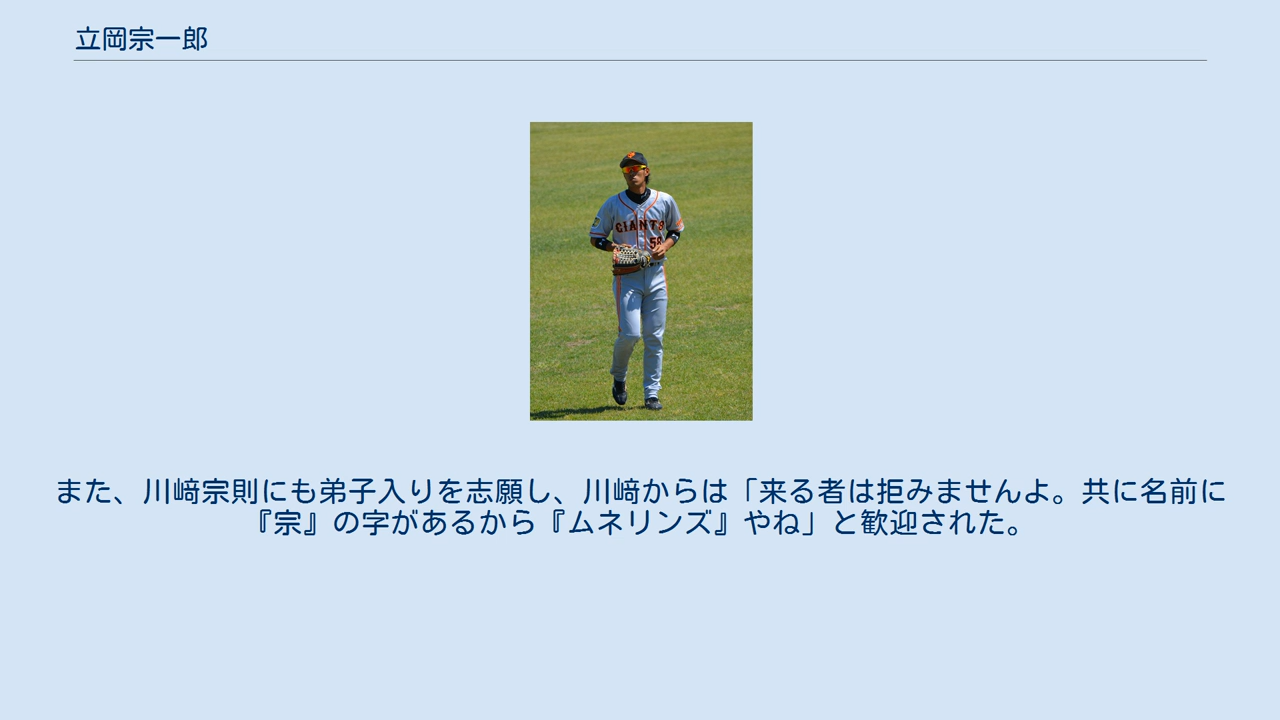 立岡宗一郎
GIANTS
また、川﨑宗則にも弟子入りを志願し、川﨑からは「来る者は拒みませんよ。共に名前に
『宗』の字があるから『ムネリンズ』やね」と歓迎された。